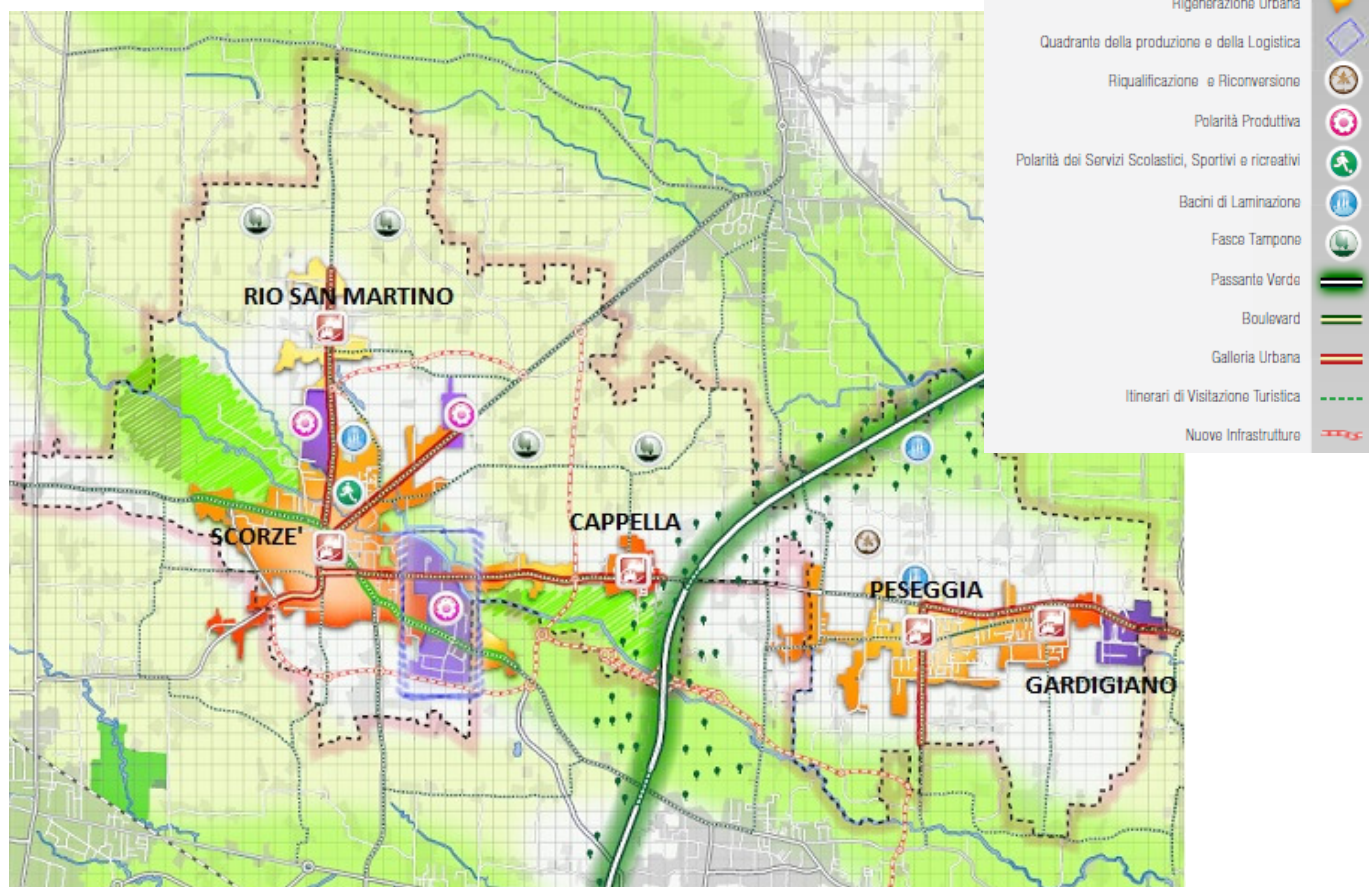 Rigenerazione Urbana
Quadrante della produzione e della Logistica
Riqualificazione e Riconversione
Polarità Produttiva
Polarità dei Servizi Scolastici, Sportivi e ricreativi
Bacini di Laminazione
Fasce Tampone
Passante Verde
Boulevard
Galleria Urbana
Itinerari di Visitazione Turistica
Nuove Infrastrutture
RIO SAN MARTINO
SCORZE'
CAPPELLA
PESEGGIA
GARDIGIANO